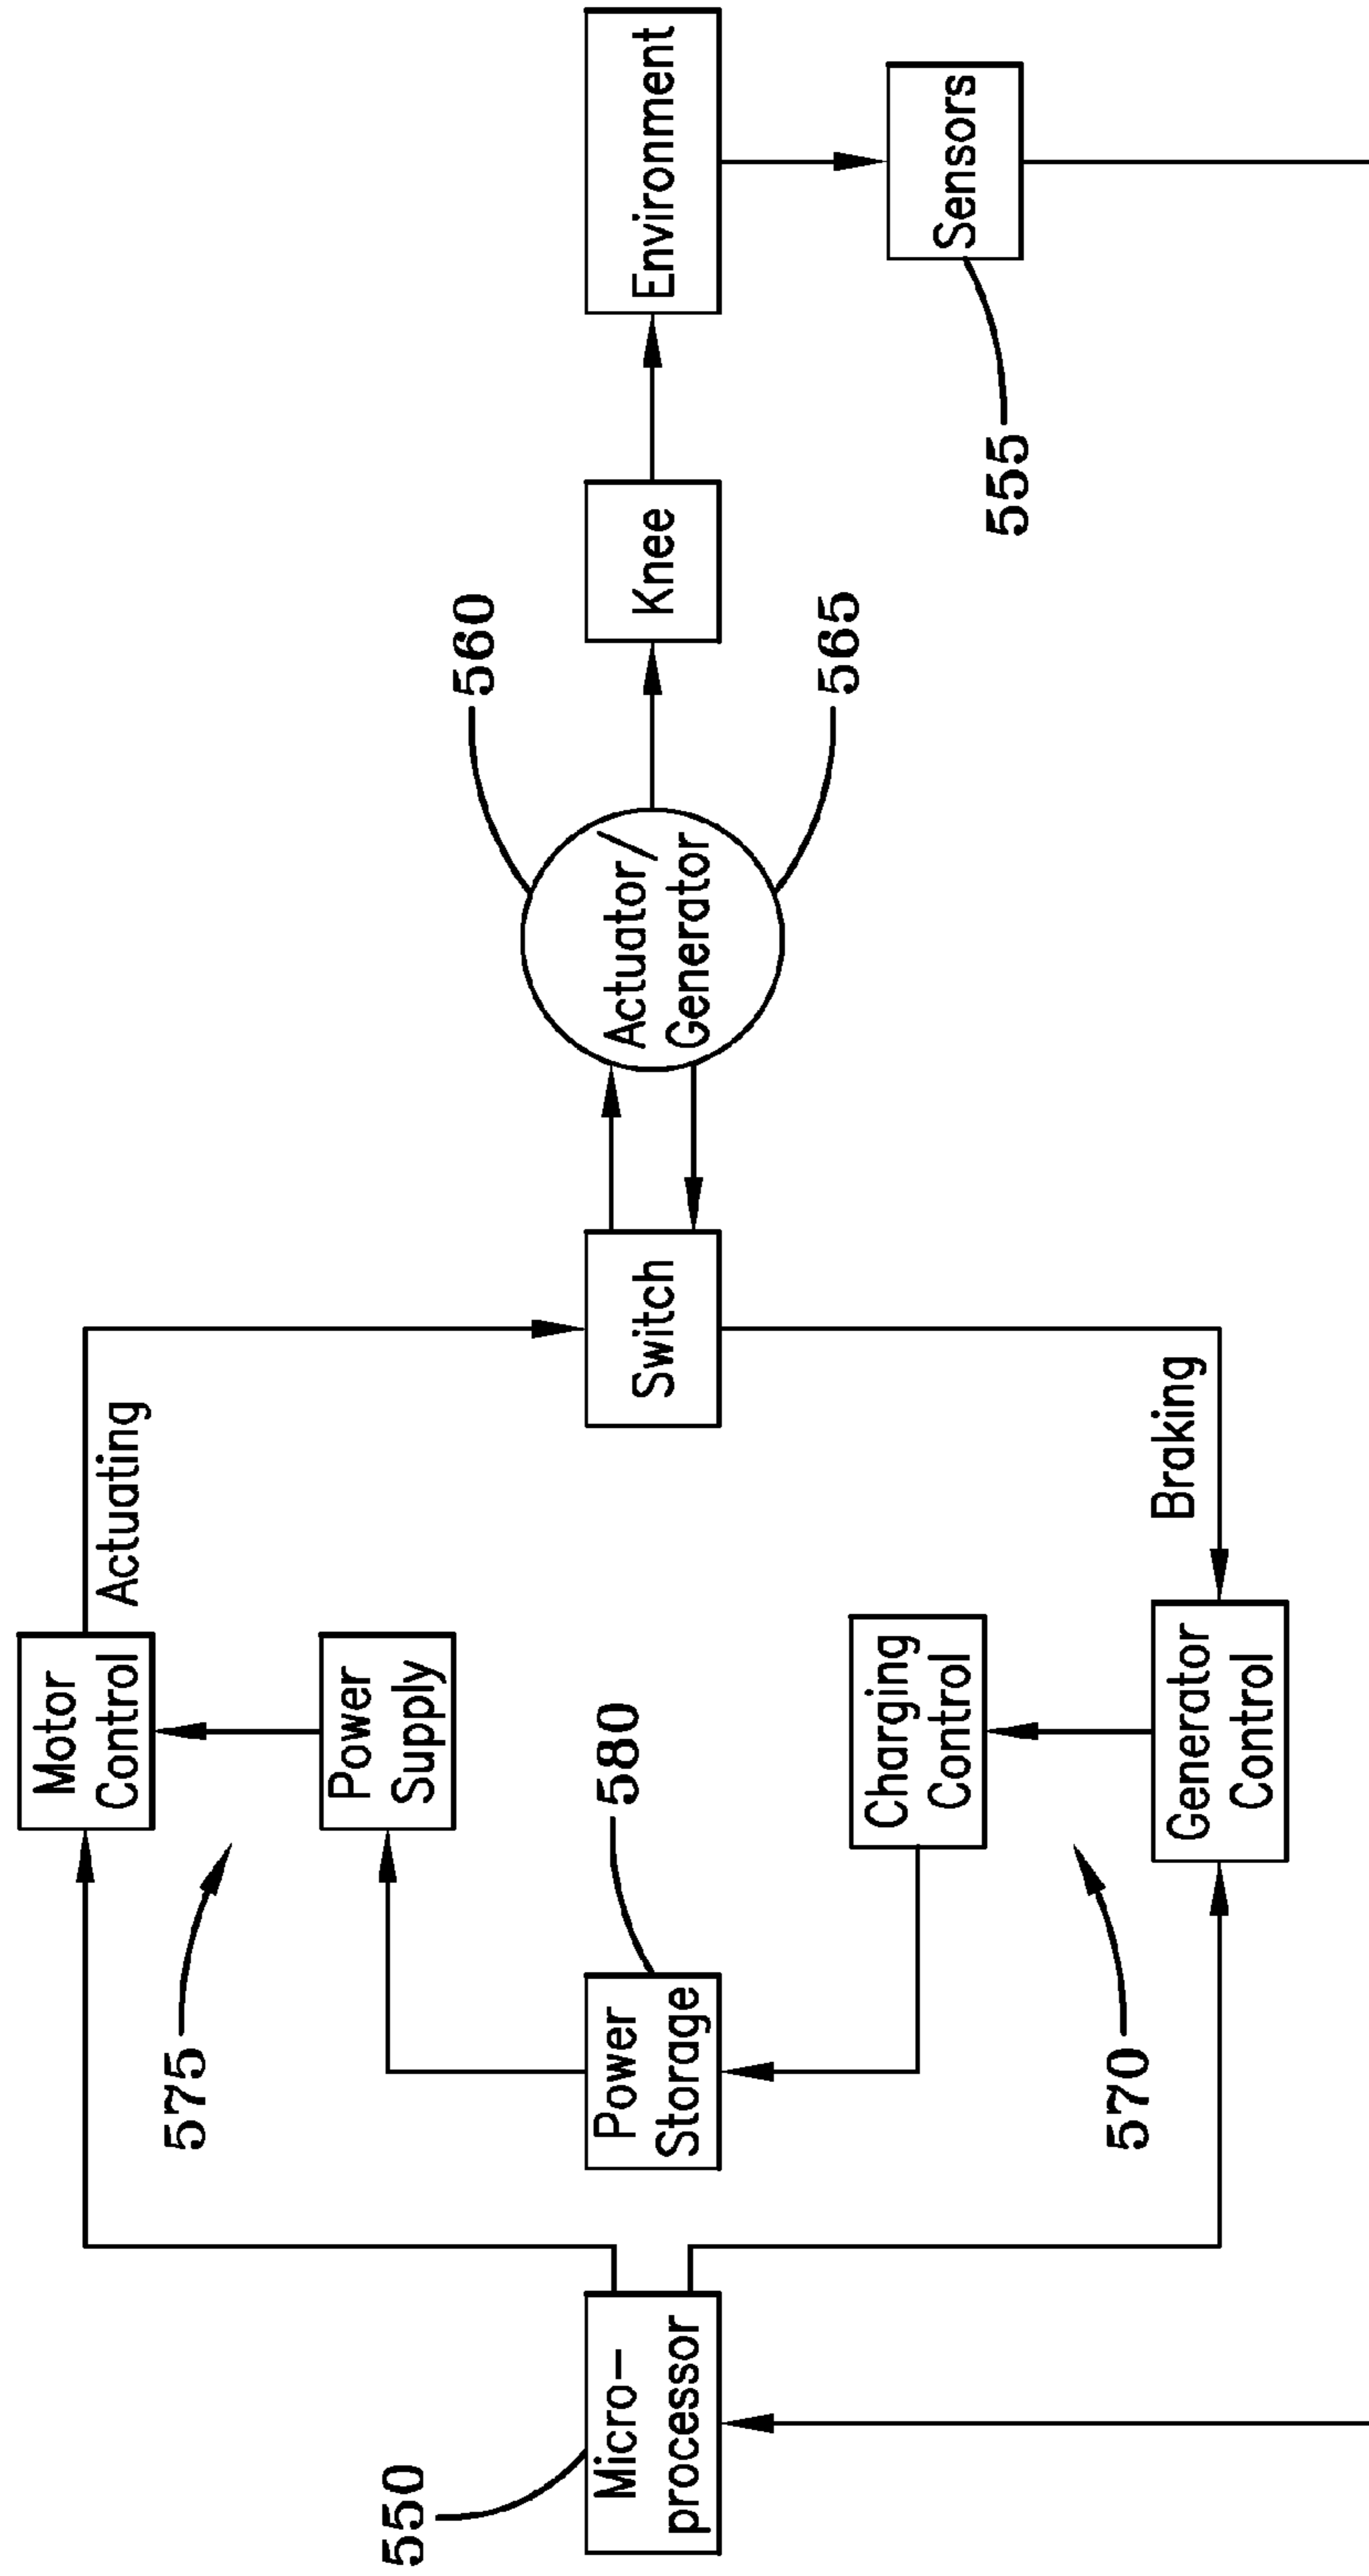 550
Micro-
processor
575
Motor
Control
Actuating
Power
Supply
Power
Storage
580
Charging
Control
570
Generator
Control
Braking
Switch
560
Actuator/
Generator
565
Knee
Environment
Sensors
555